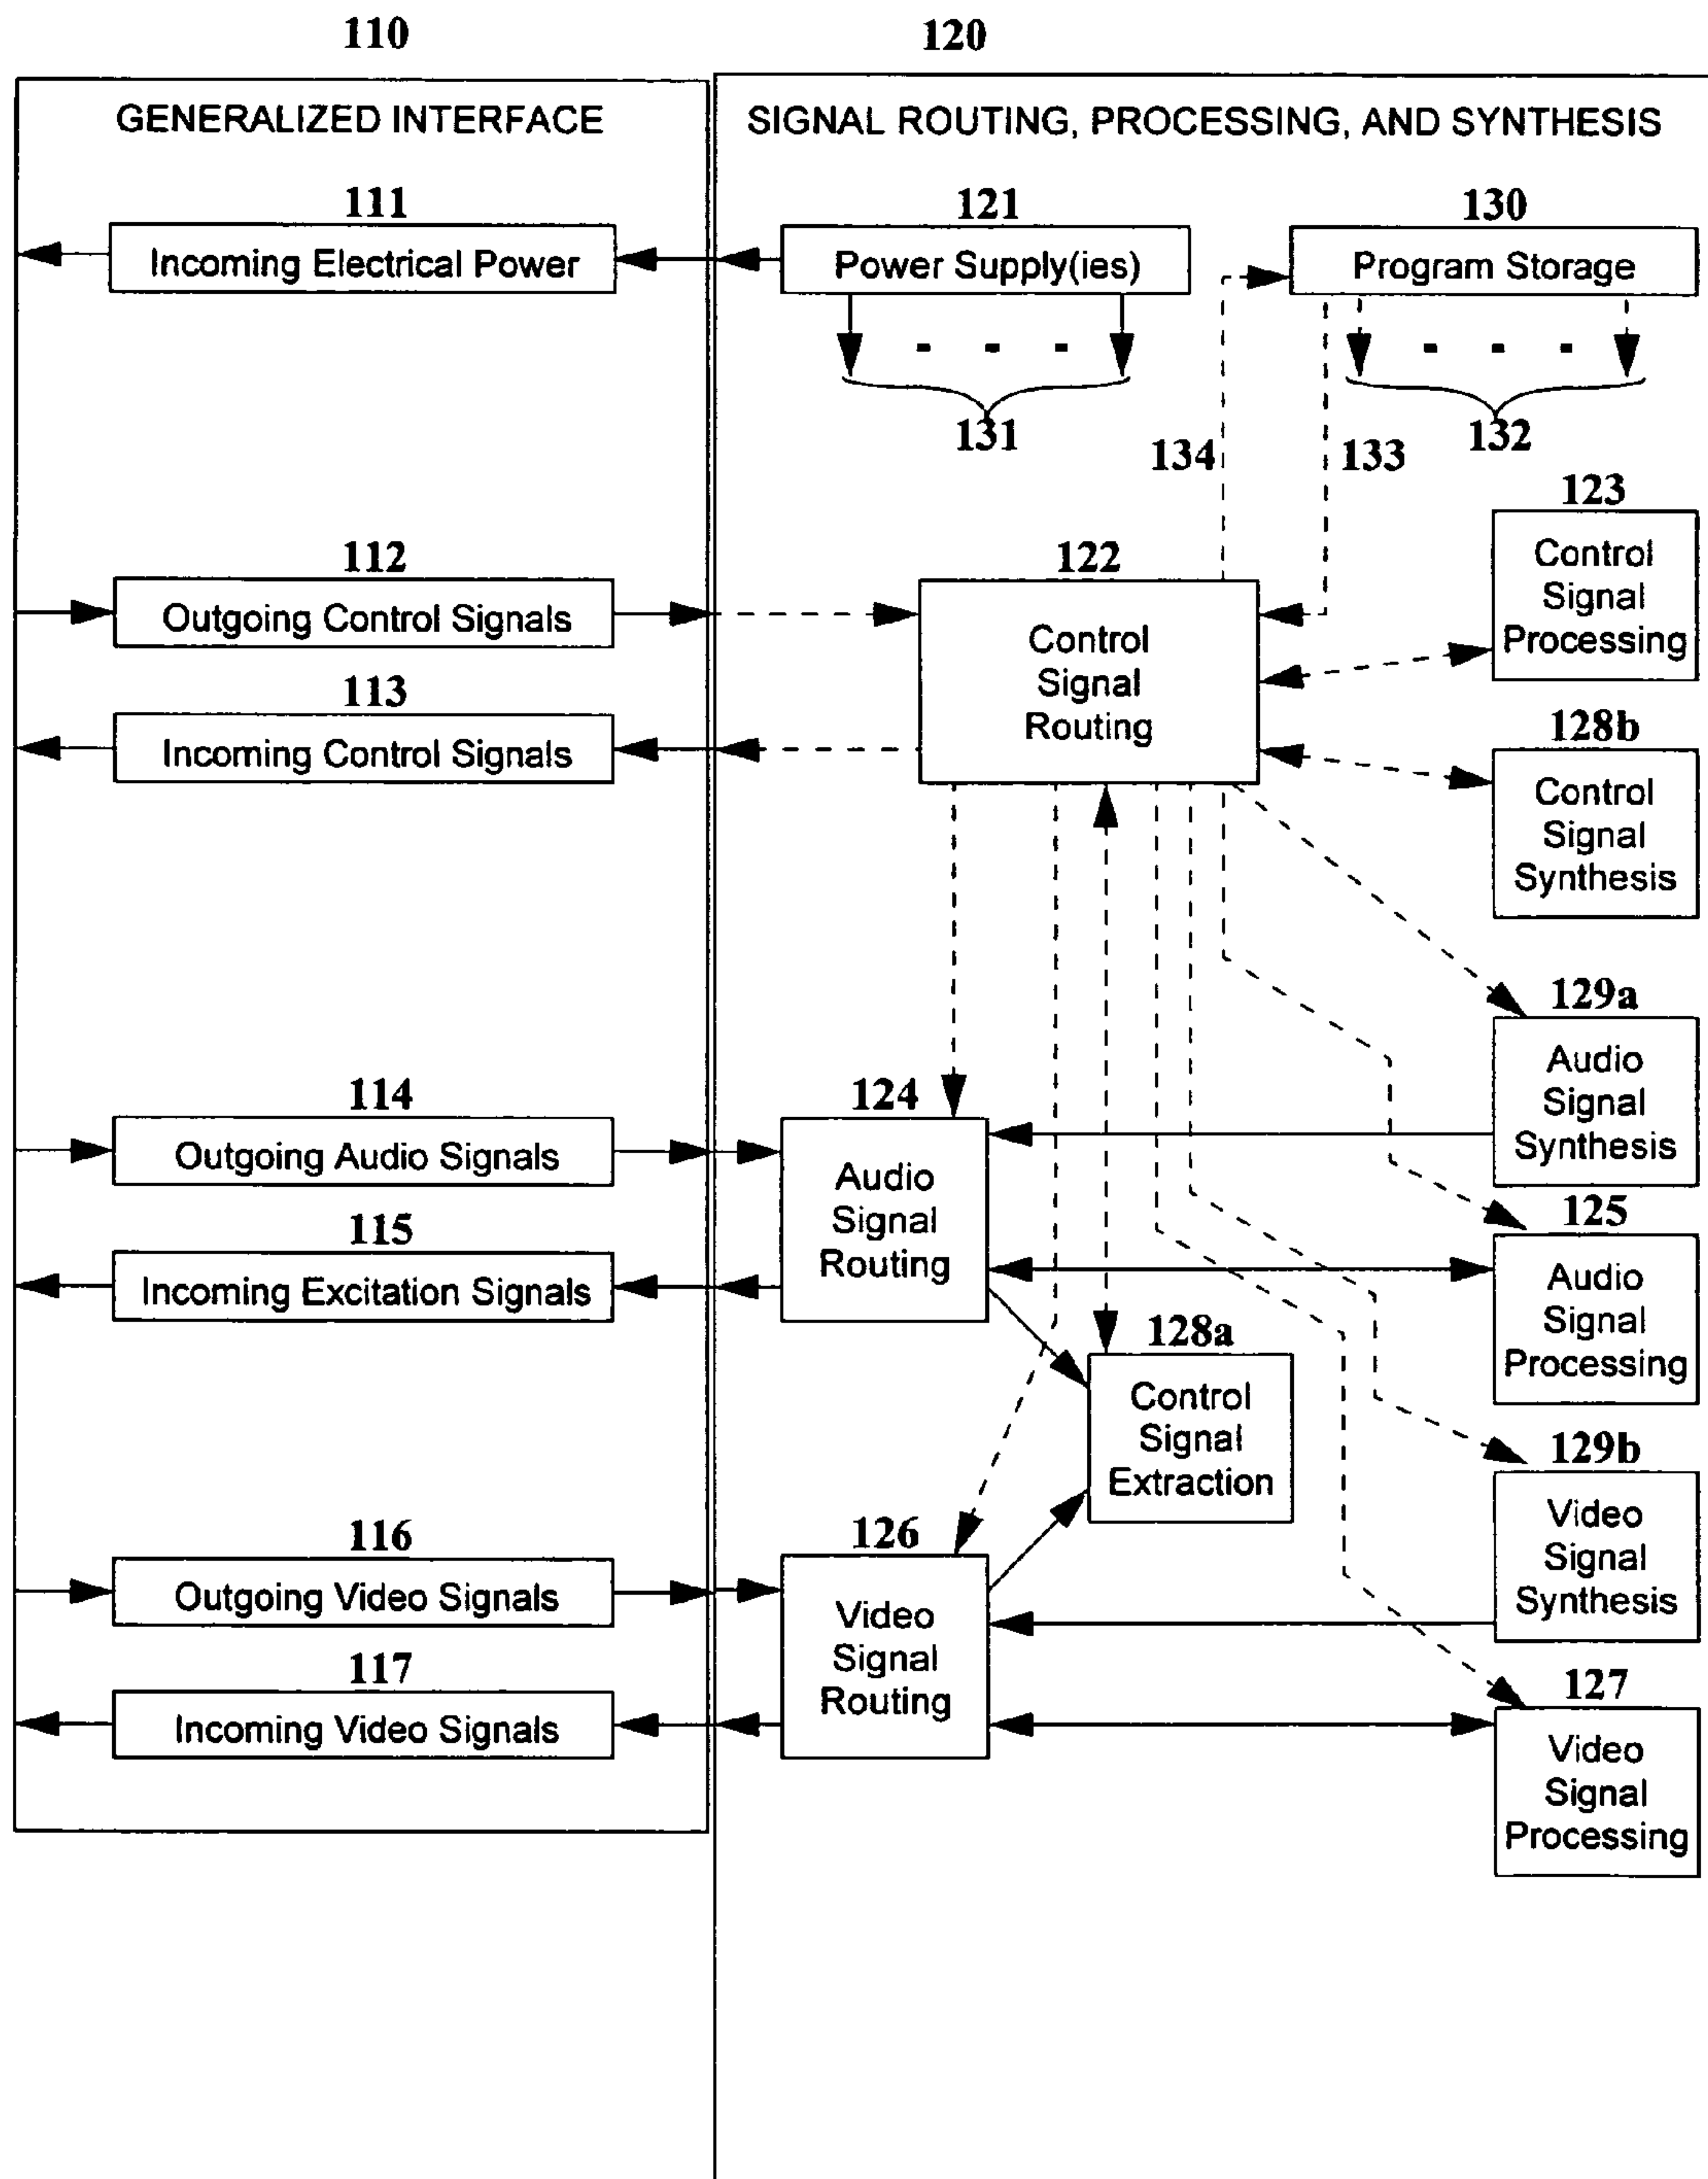 110
120
GENERALIZED INTERFACE
SIGNAL ROUTING, PROCESSING, AND SYNTHESIS
111
Incoming Electrical Power
121
Power Supply(ies)
130
Program Storage
- - -
- - -
131
132
134
133
123
Control
Signal
Processing
112
Outgoing Control Signals
122
Control
Signal
Routing
113
Incoming Control Signals
128b
Control
Signal
Synthesis
129a
Audio
Signal
Synthesis
114
Outgoing Audio Signals
124
Audio
Signal
Routing
115
Incoming Excitation Signals
125
Audio
Signal
Processing
128a
Control
Signal
Extraction
129b
Video
Signal
Synthesis
116
Outgoing Video Signals
126
Video
Signal
Routing
117
Incoming Video Signals
127
Video
Signal
Processing